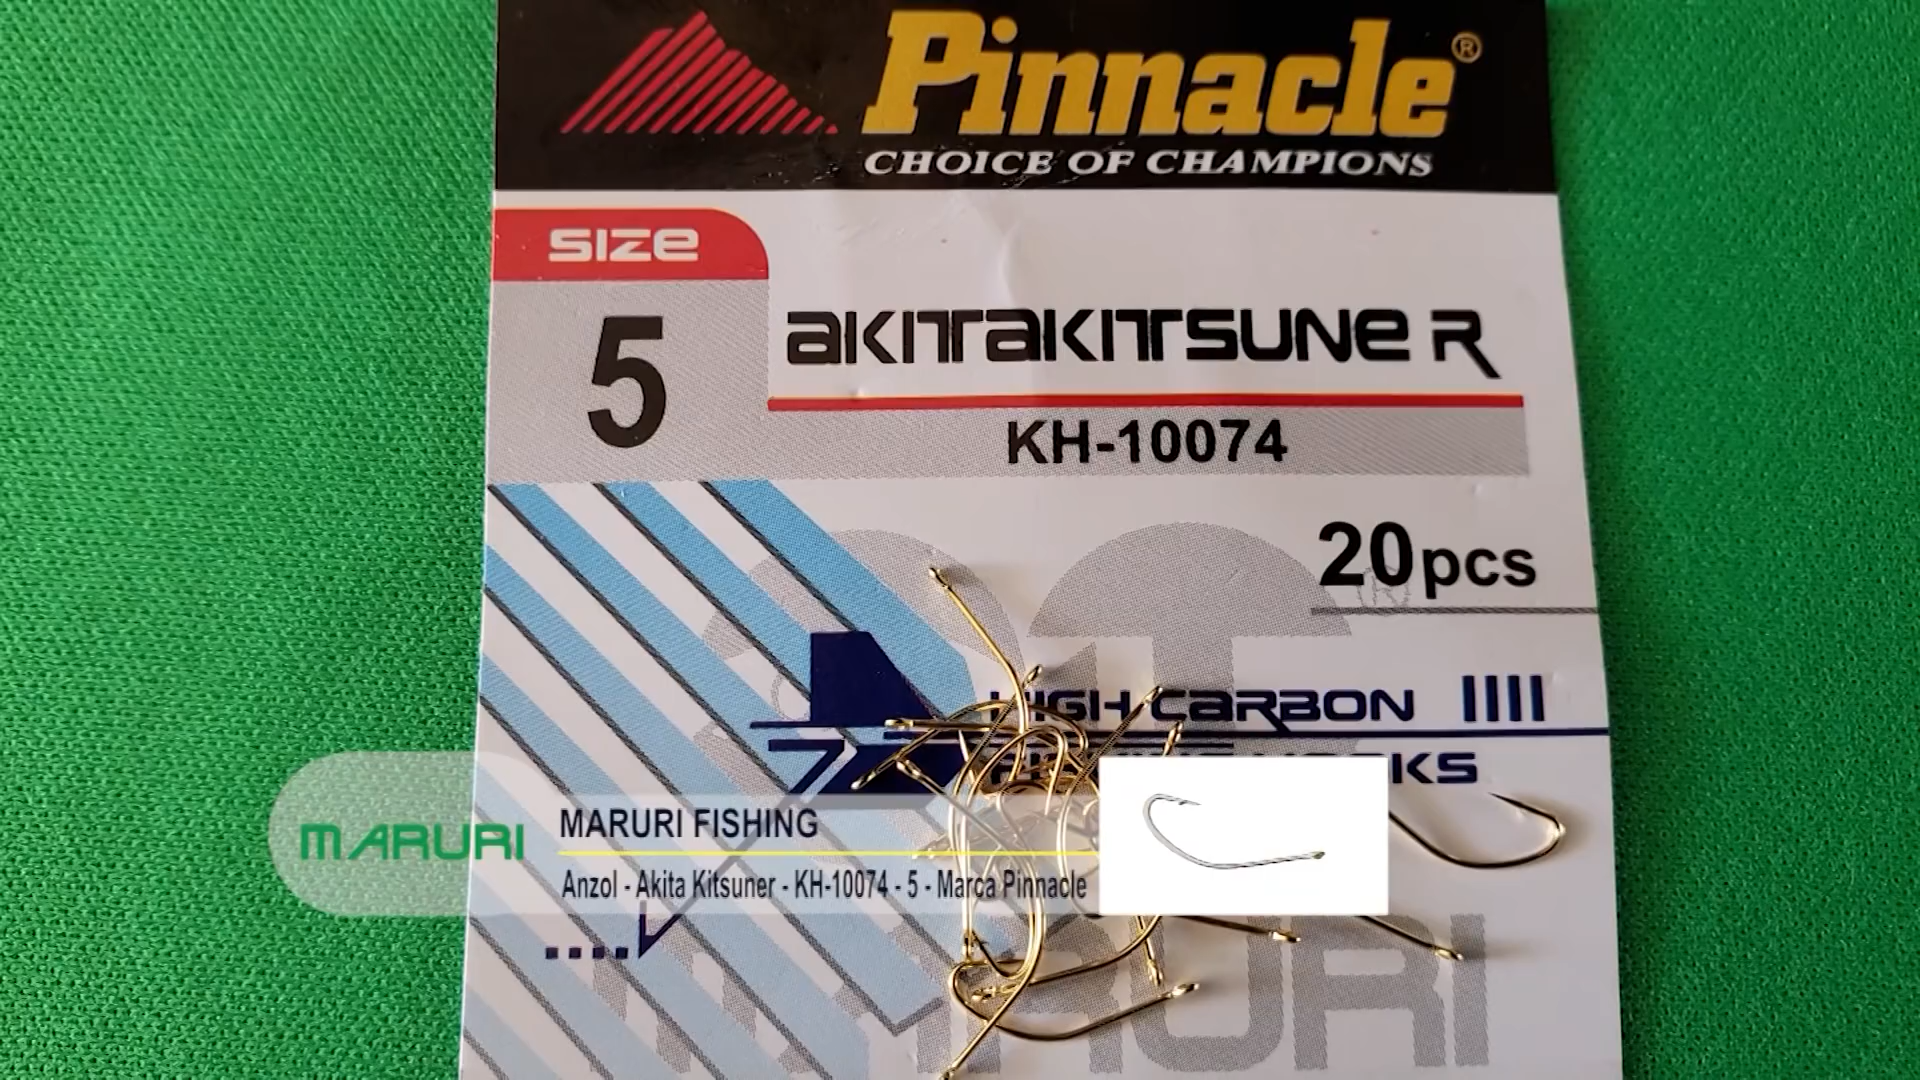 Pinnacle®
CHOICE OF CHAMPIONS
SIZE
5
AKITAKITSUNE R
KH-10074
20pcs
HIGH CARBON
MARURI
MARURI FISHING
Anzol - Akita Kitsuner - KH-10074 - 5 - Marca Pinnacle